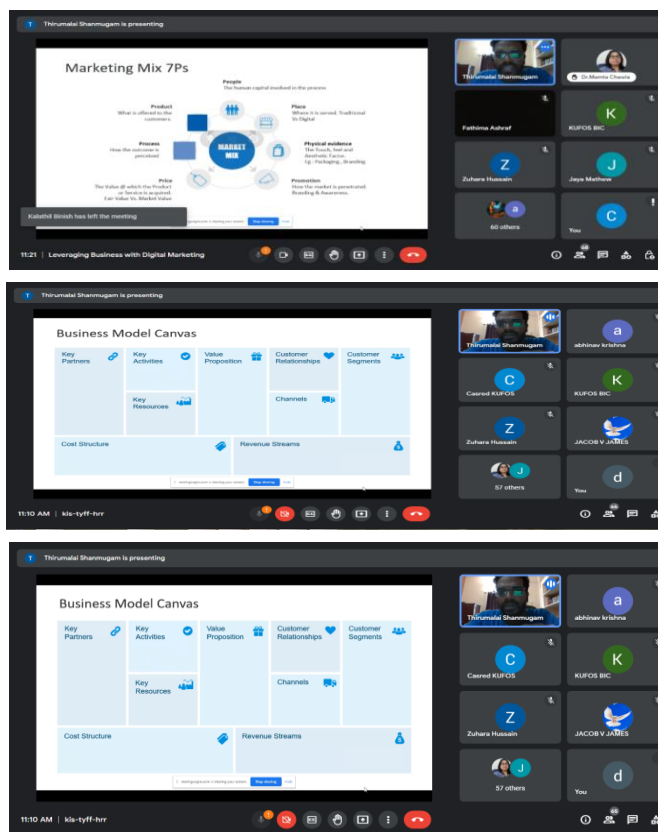 T Thirumalai Shanmugam is presenting
Marketing Mix 7Ps
People
The human capital involved in the process
Product
What is offered to the customers.
Place
Where it is served. Traditional
Vs Digital
Process
How the outcome is
perceived
MARKET
MIX
Physical evidence
The Touch, Feel and
Aesthetic Factor.
Eg : Packaging , Branding
Price
The Value @ which the Product
or Service is acquired.
Fair Value Vs. Market Value
Promotion
How the market is penetrated.
Branding & Awareness.
Kalathil Binish has left the meeting
Stop sharing
Thirumalai Shanmugam
Dr.Mamta Chawla
Fathima Ashraf
K
KUFOS BIC
Z
Zuhara Hussain
J
Jaya Mathew
a
60 others
C
You
11:21 | Leveraging Business with Digital Marketing
68
T Thirumalai Shanmugam is presenting
Business Model Canvas
Key
Partners
Key
Activities
Value
Proposition
Customer
Relationships
Customer
Segments
Key
Resources
Channels
Cost Structure
Revenue Streams
Stop sharing
Thirumalai Shanmugam
a
abhinav krishna
C
Casred KUFOS
K
KUFOS BIC
Z
Zuhara Hussain
JACOB V JAMES
J
57 others
d
You
11:10 AM | kis-tyff-hrr
65
T Thirumalai Shanmugam is presenting
Business Model Canvas
Key
Partners
Key
Activities
Value
Proposition
Customer
Relationships
Customer
Segments
Key
Resources
Channels
Cost Structure
Revenue Streams
Stop sharing
Thirumalai Shanmugam
a
abhinav krishna
C
Casred KUFOS
K
KUFOS BIC
Z
Zuhara Hussain
JACOB V JAMES
J
57 others
d
You
11:10 AM | kis-tyff-hrr
65